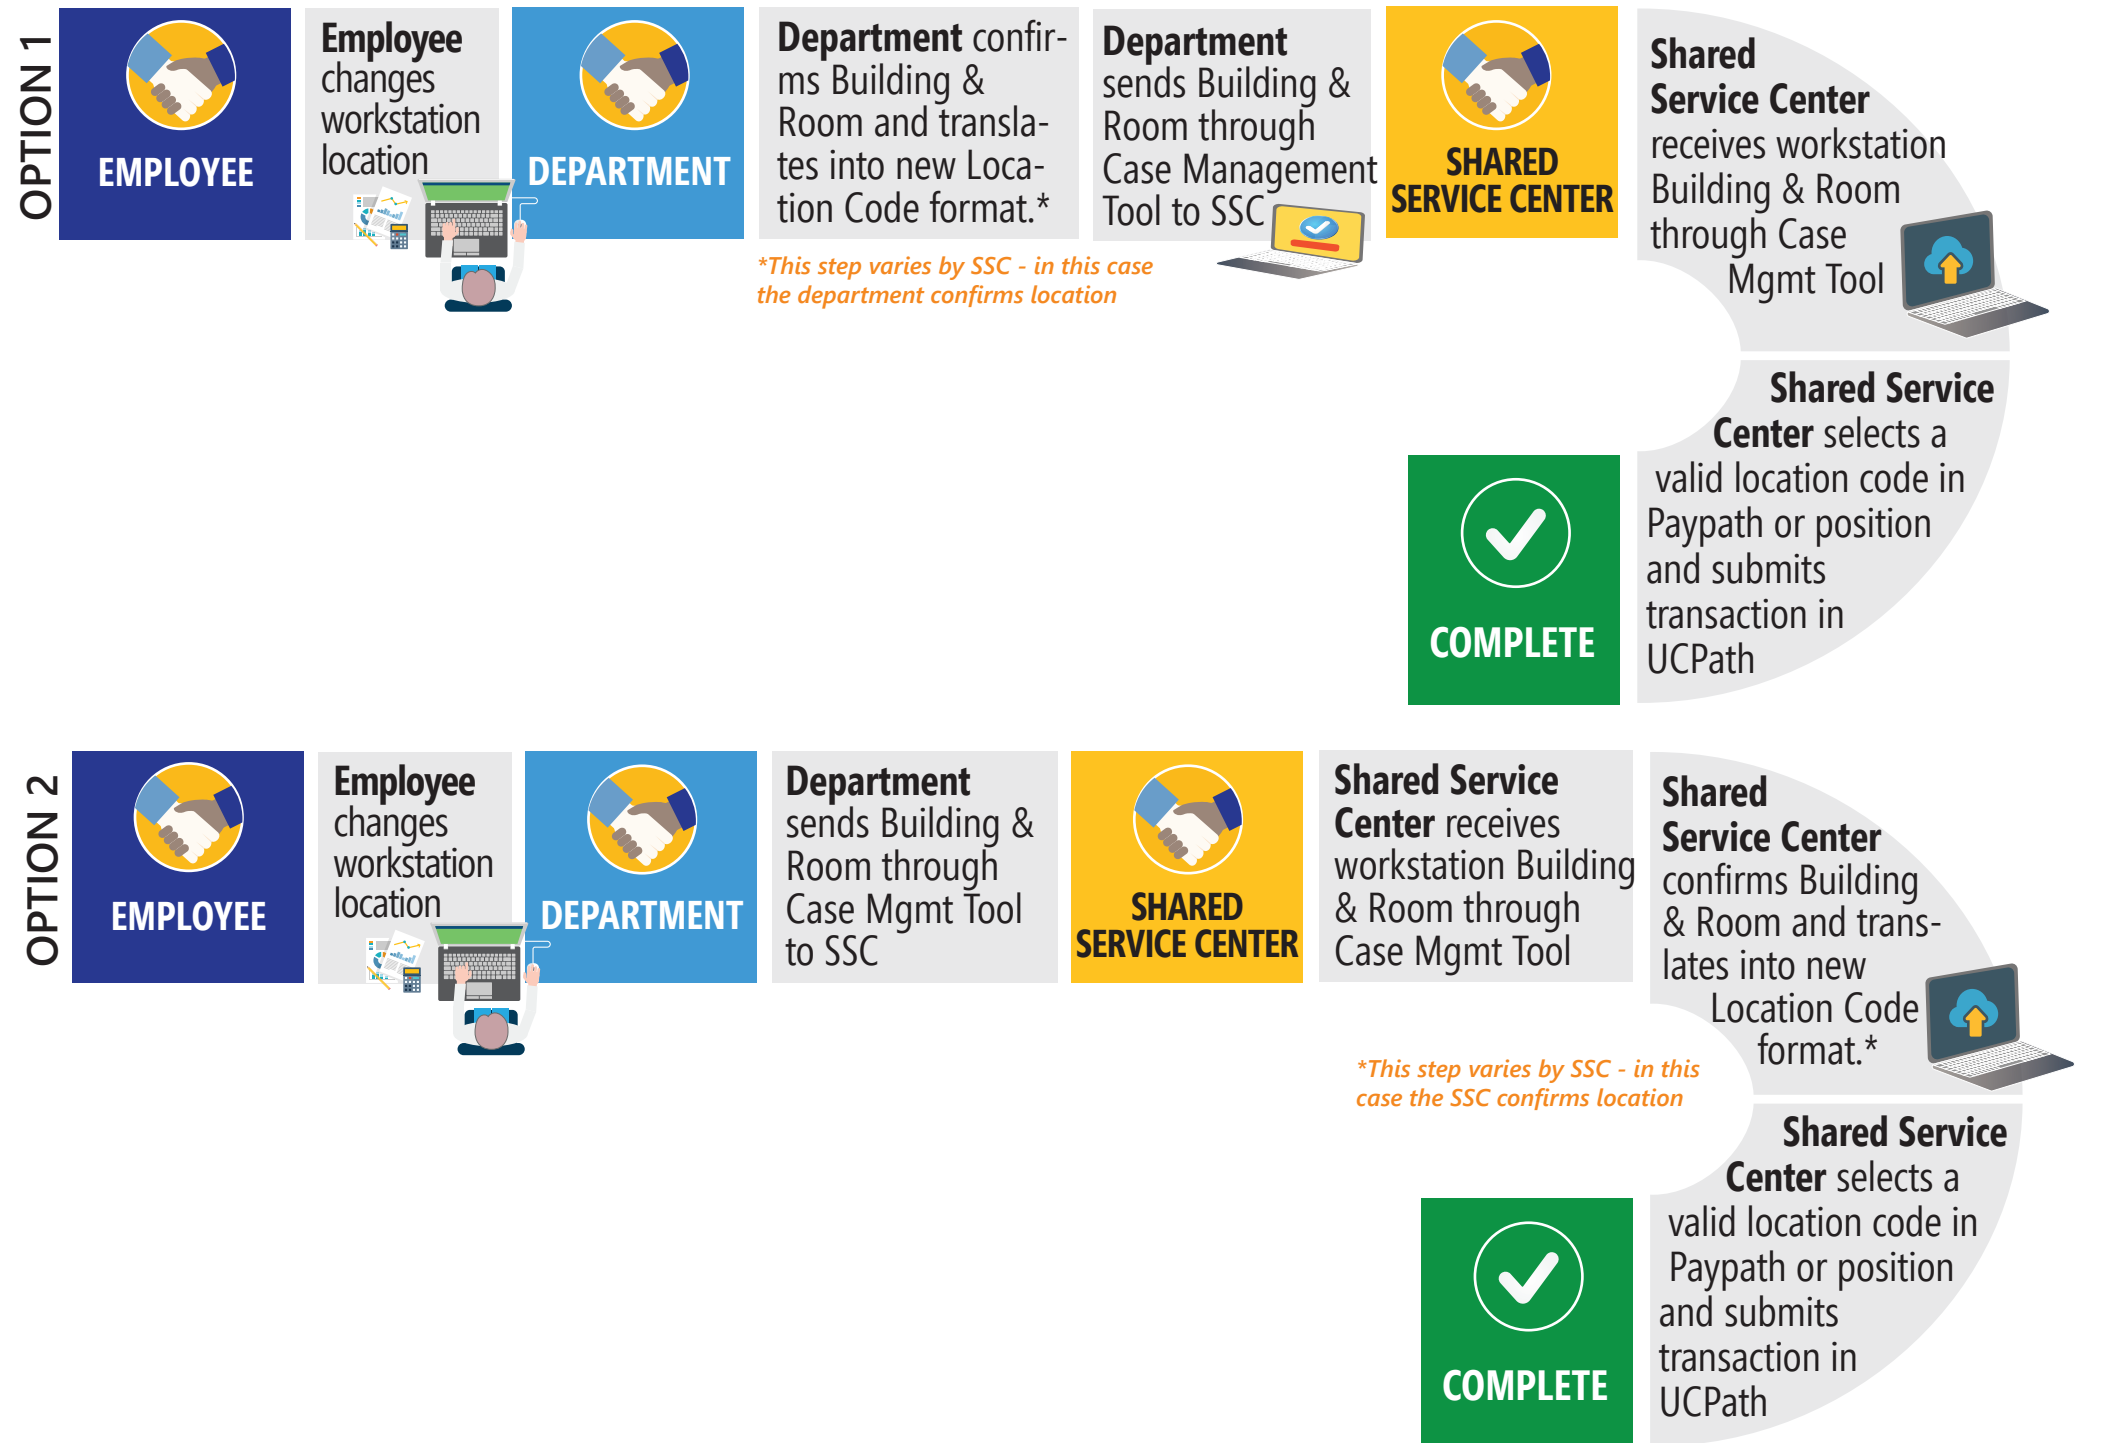 OPTION 1
EMPLOYEE
Employee
changes
workstation
location
DEPARTMENT
Department confir-
ms Building &
Room and transla-
tes into new Loca-
tion Code format.*
*This step varies by SSC - in this case
the department confirms location
Department
sends Building &
Room through
Case Management
Tool to SSC
SHARED
SERVICE CENTER
Shared
Service Center
receives workstation
Building & Room
through Case
Mgmt Tool
Shared Service
Center selects a
valid location code in
Paypath or position
and submits
transaction in
UCPath
COMPLETE
OPTION 2
EMPLOYEE
Employee
changes
workstation
location
DEPARTMENT
Department
sends Building &
Room through
Case Mgmt Tool
to SSC
SHARED
SERVICE CENTER
Shared Service
Center receives
workstation Building
& Room through
Case Mgmt Tool
Shared
Service Center
confirms Building
& Room and trans-
lates into new
Location Code
format.*
*This step varies by SSC - in this
case the SSC confirms location
Shared Service
Center selects a
valid location code in
Paypath or position
and submits
transaction in
UCPath
COMPLETE